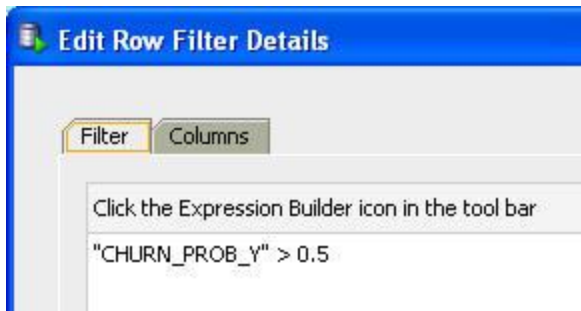 Edit Row Filter Details
Filter Columns
Click the Expression Builder icon in the tool bar
"CHURN_PROB_Y" > 0.5